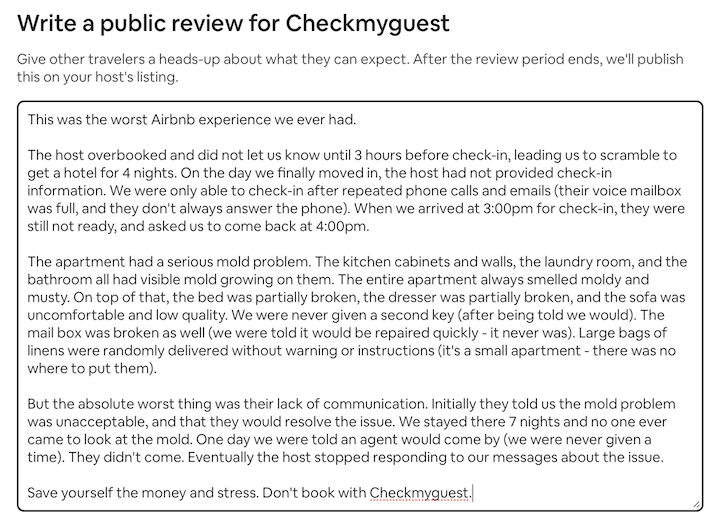 Write a public review for Checkmyguest
Give other travelers a heads-up about what they can expect. After the review period ends, we'll publish
this on your host's listing.
This was the worst Airbnb experience we ever had.
The host overbooked and did not let us know until 3 hours before check-in, leading us to scramble to
get a hotel for 4 nights. On the day we finally moved in, the host had not provided check-in
information. We were only able to check-in after repeated phone calls and emails (their voice mailbox
was full, and they don't always answer the phone). When we arrived at 3:00pm for check-in, they were
still not ready, and asked us to come back at 4:00pm.
The apartment had a serious mold problem. The kitchen cabinets and walls, the laundry room, and the
bathroom all had visible mold growing on them. The entire apartment always smelled moldy and
musty. On top of that, the bed was partially broken, the dresser was partially broken, and the sofa was
uncomfortable and low quality. We were never given a second key (after being told we would). The
mail box was broken as well (we were told it would be repaired quickly - it never was). Large bags of
linens were randomly delivered without warning or instructions (it's a small apartment - there was no
where to put them).
But the absolute worst thing was their lack of communication. Initially they told us the mold problem
was unacceptable, and that they would resolve the issue. We stayed there 7 nights and no one ever
came to look at the mold. One day we were told an agent would come by (we were never given a
time). They didn't come. Eventually the host stopped responding to our messages about the issue.
Save yourself the money and stress. Don't book with Checkmyguest.